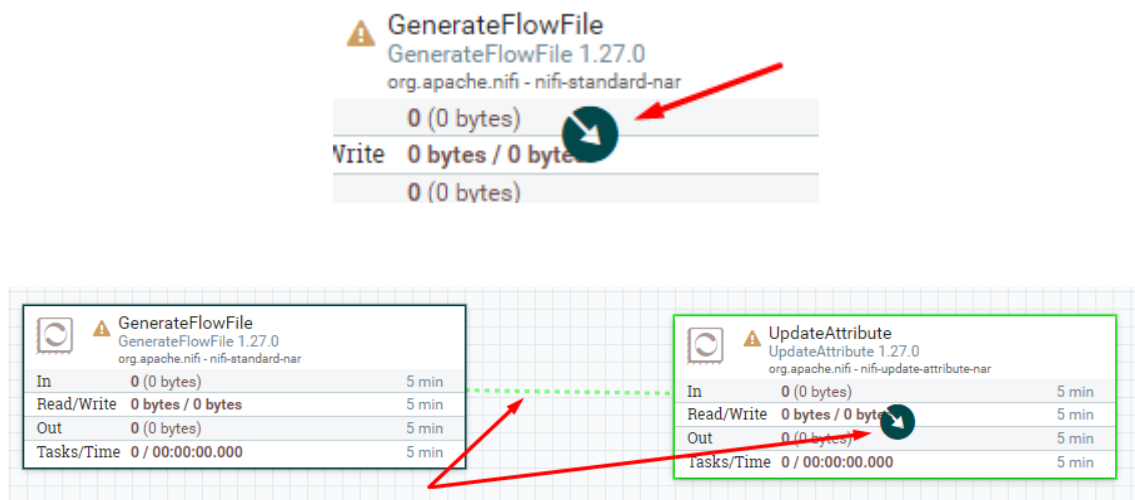 GenerateFlowFile
GenerateFlowFile 1.27.0
org.apache.nifi - nifi-standard-nar
0 (0 bytes)
Write 0 bytes / 0 bytes
0 (0 bytes)
GenerateFlowFile
GenerateFlowFile 1.27.0
org.apache.nifi - nifi-standard-nar
In 0 (0 bytes) 5 min
Read/Write 0 bytes / 0 bytes 5 min
Out 0 (0 bytes) 5 min
Tasks/Time 0 / 00:00:00.000 5 min
UpdateAttribute
UpdateAttribute 1.27.0
org.apache.nifi - nifi-update-attribute-nar
In 0 (0 bytes) 5 min
Read/Write 0 bytes / 0 bytes 5 min
Out 0 (0 bytes) 5 min
Tasks/Time 0 / 00:00:00.000 5 min